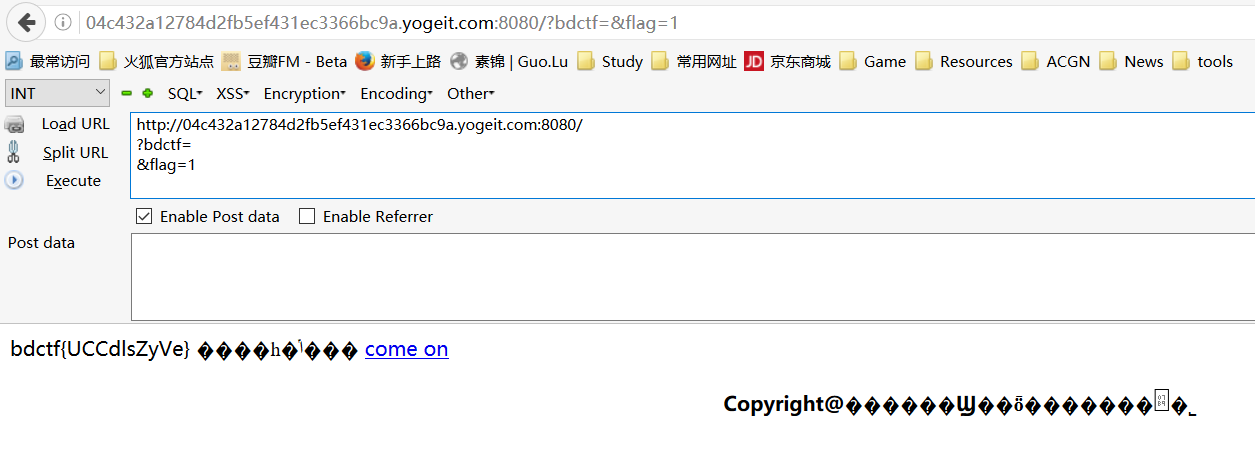 04c432a12784d2fb5ef431ec3366bc9a.yogeit.com:8080/?bdctf=&flag=1
最常访问 火狐官方站点 豆瓣FM - Beta 新手上路 素锦 | Guo.Lu Study 常用网址 JD 京东商城 Game Resources ACGN News tools
INT SQL XSS Encryption Encoding Other
Load URL http://04c432a12784d2fb5ef431ec3366bc9a.yogeit.com:8080/
Split URL ?bdctf=
Execute &flag=1
Enable Post data Enable Referrer
Post data
bdctf{UCCdlsZyVe} ����h�� come on
Copyright@������